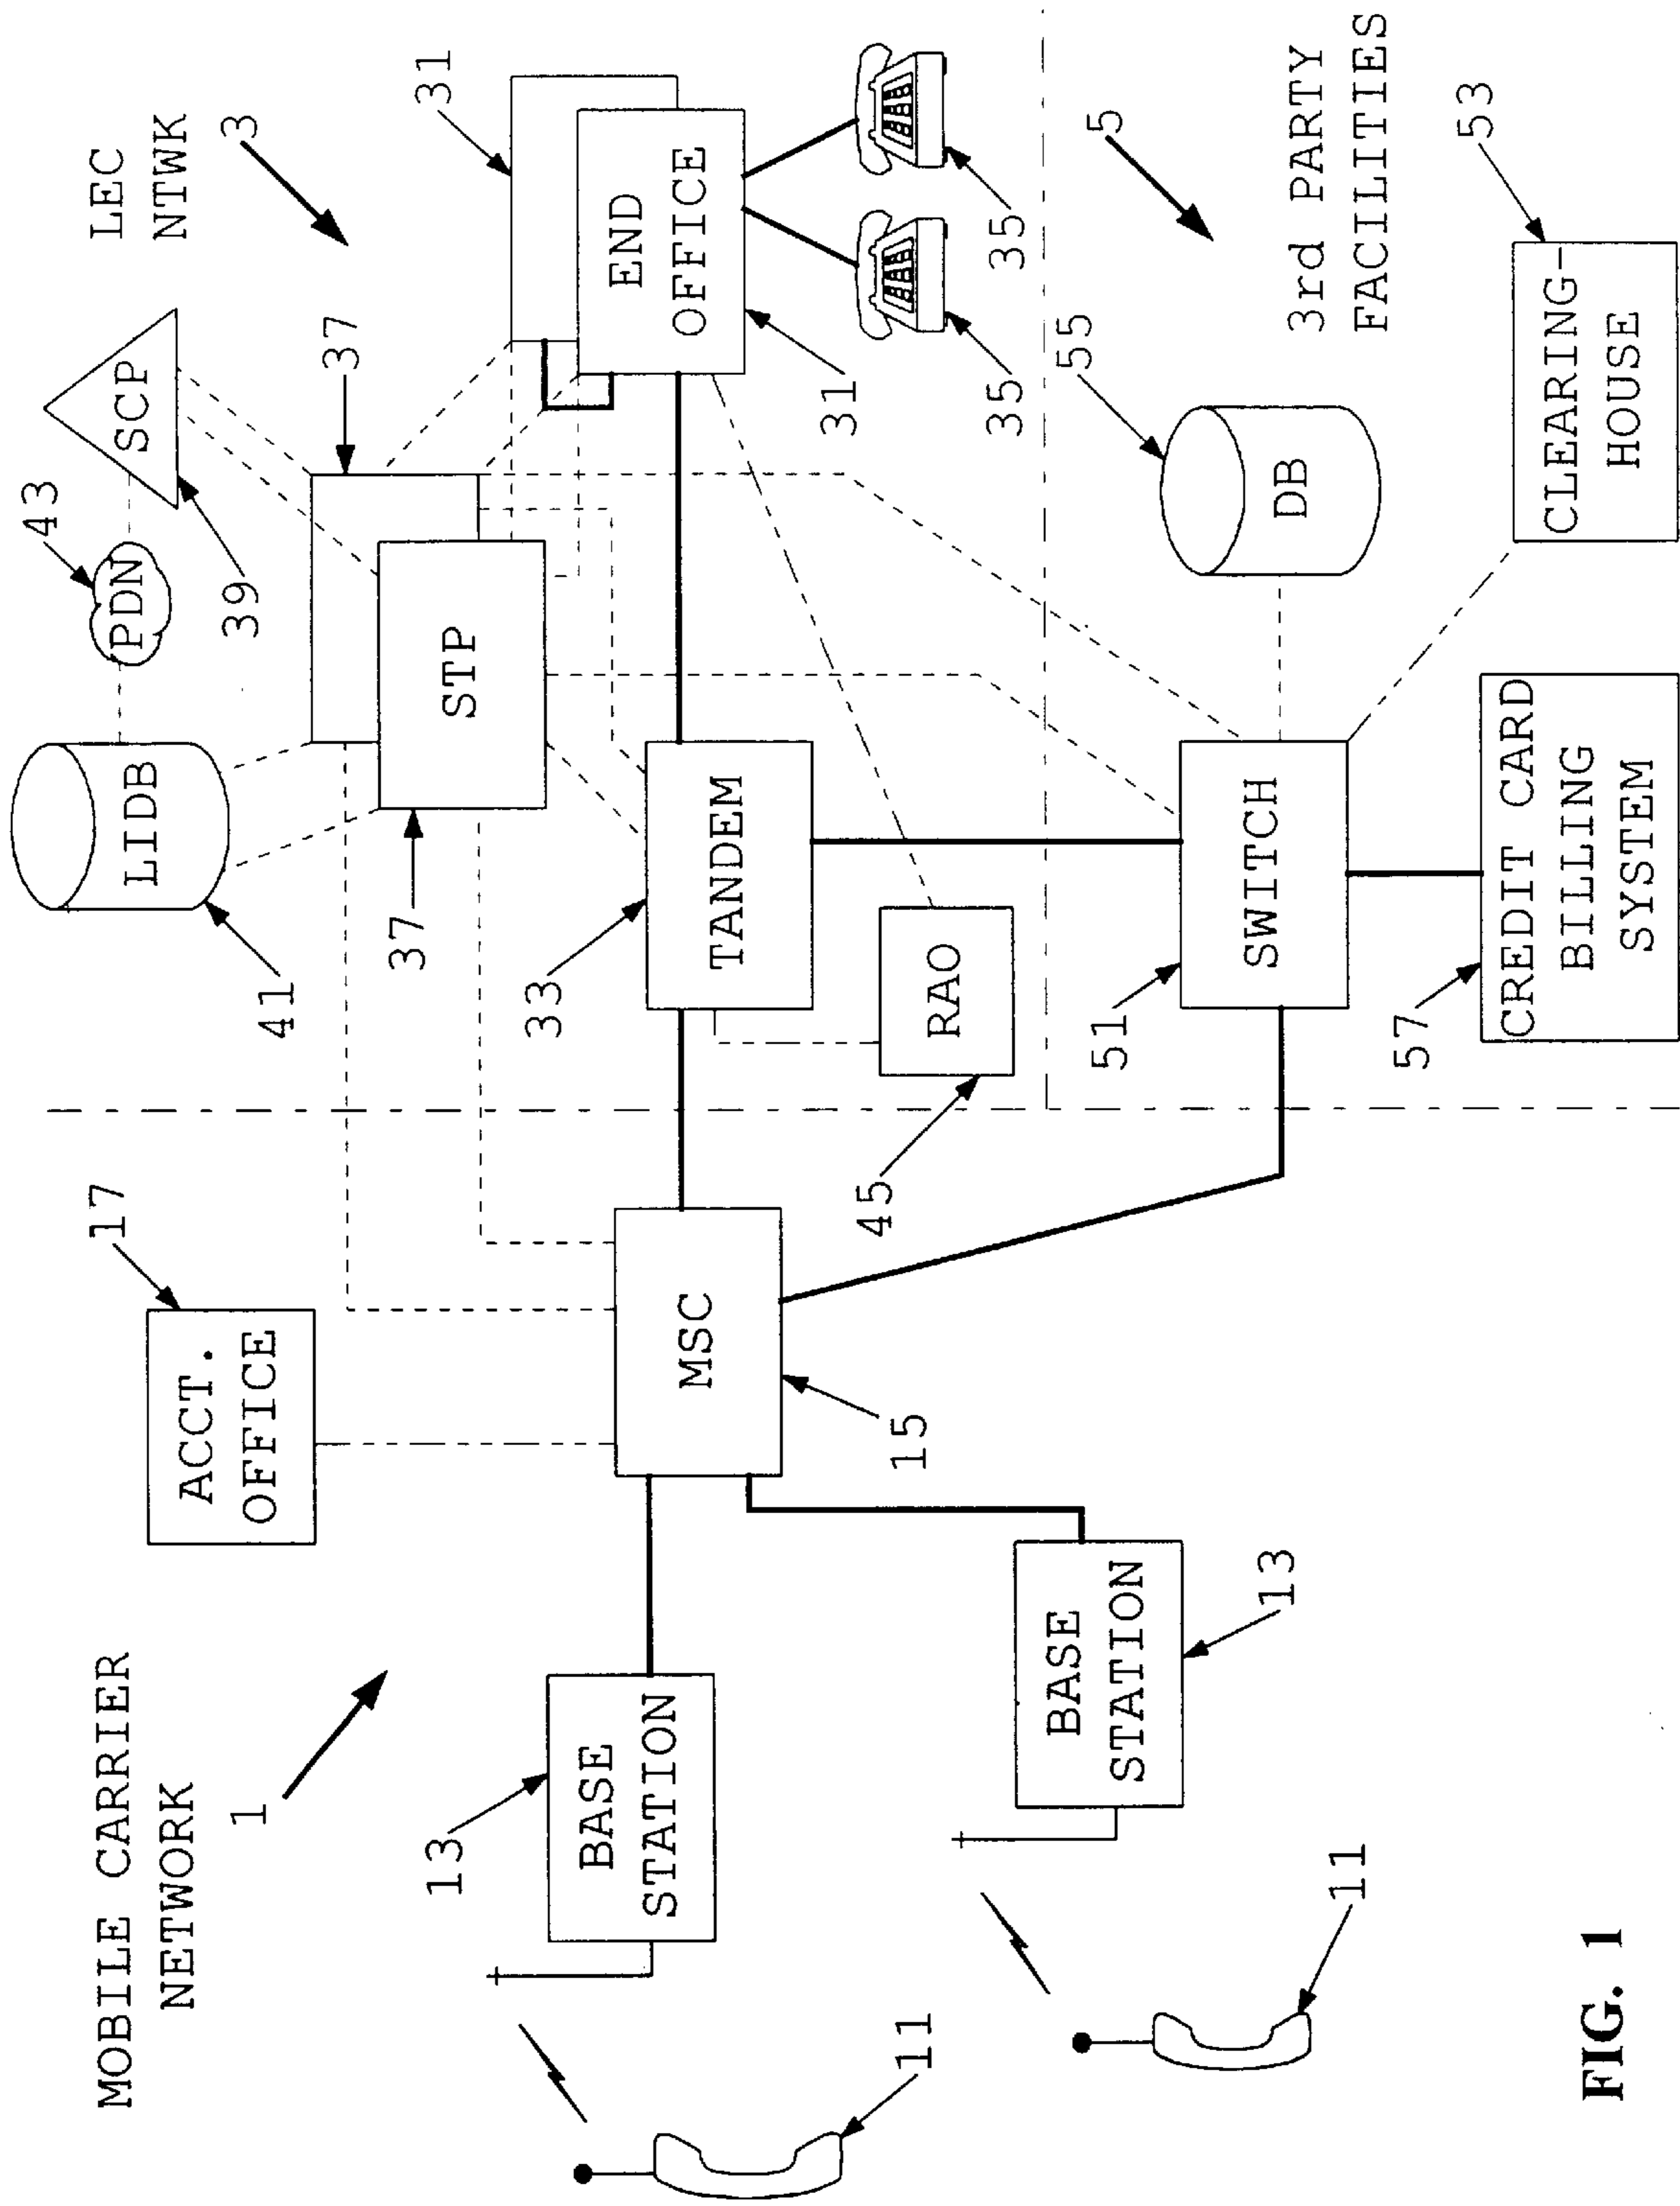 MOBILE CARRIER
NETWORK
1
ACCT.
OFFICE
17
LIDB
41
PDN
43
SCP
39
LEC
NTWK
3
37
STP
37
31
END
OFFICE
31
35
35
13
BASE
STATION
MSC
15
33
TANDEM
RAO
45
11
BASE
STATION
13
11
51
SWITCH
DB
55
5
3rd PARTY
FACILITIES
57
CREDIT CARD
BILLING
SYSTEM
CLEARING-
HOUSE
53
FIG. 1